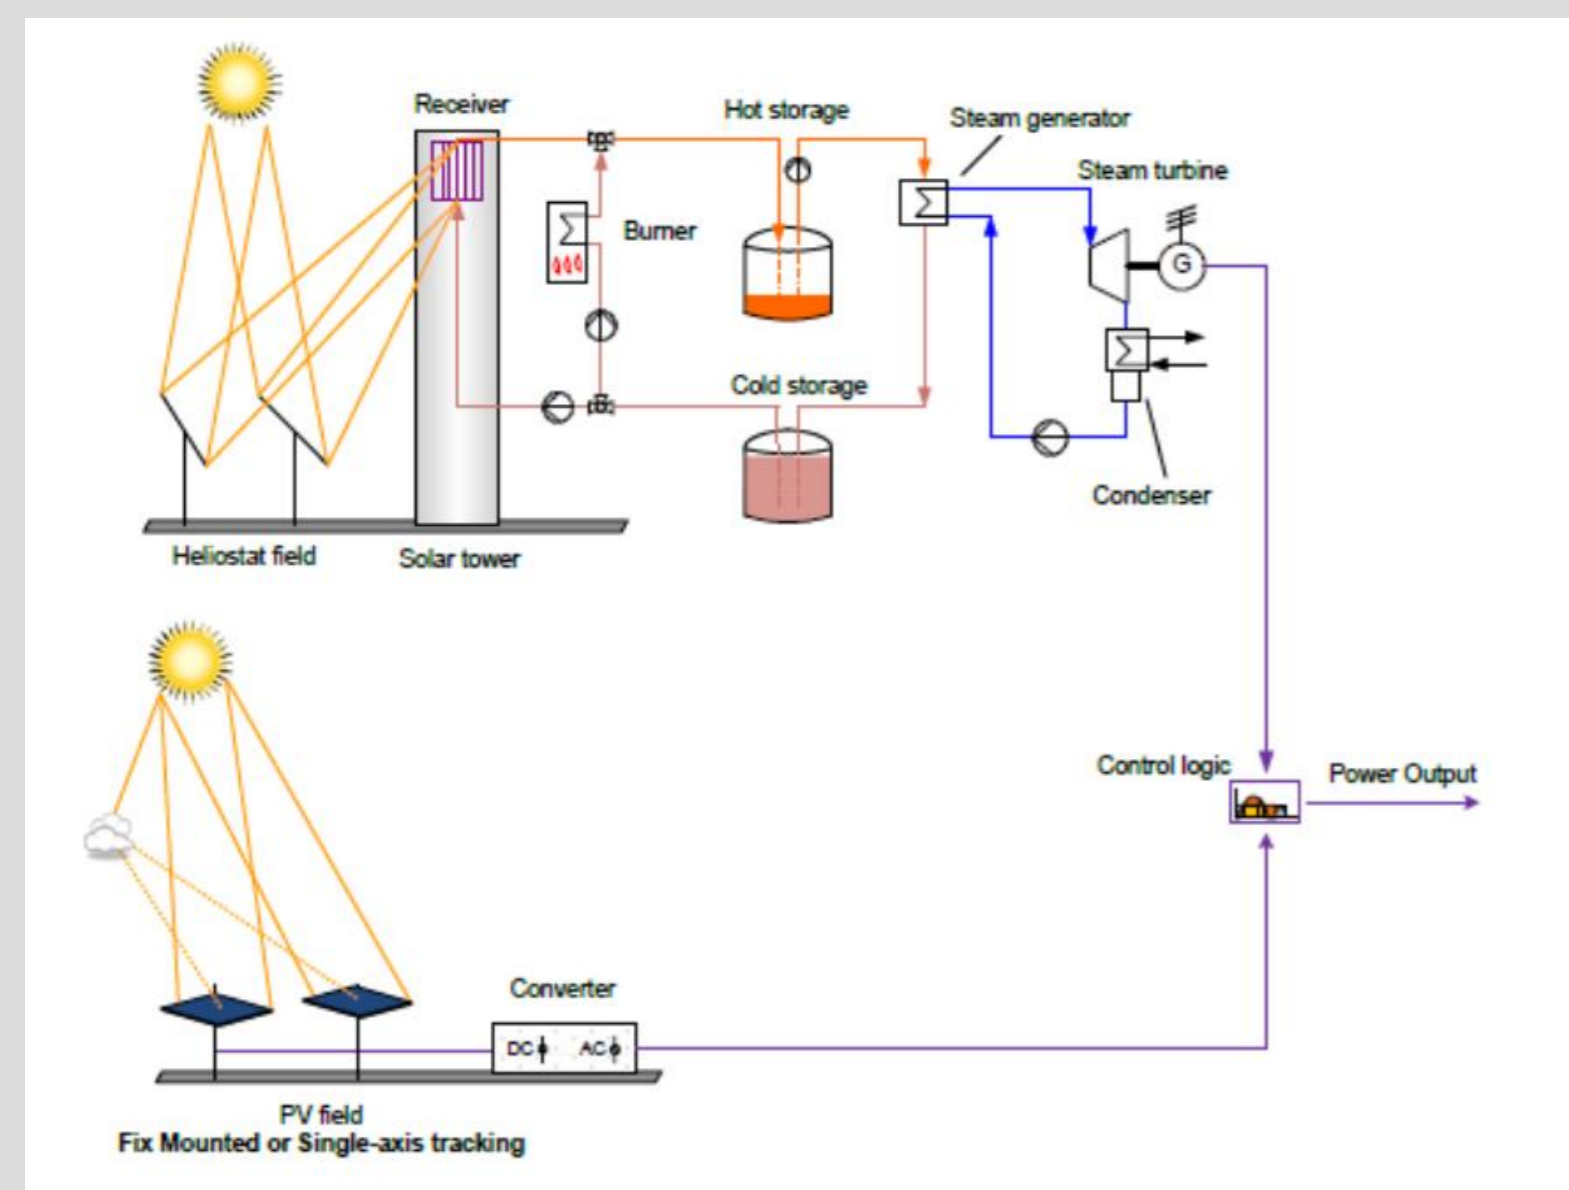 Receiver
Hot storage
Steam generator
Steam turbine
Burner
G
Cold storage
Condenser
Heliostat field
Solar tower
Control logic
Power Output
Converter
DC AC
PV field
Fix Mounted or Single-axis tracking